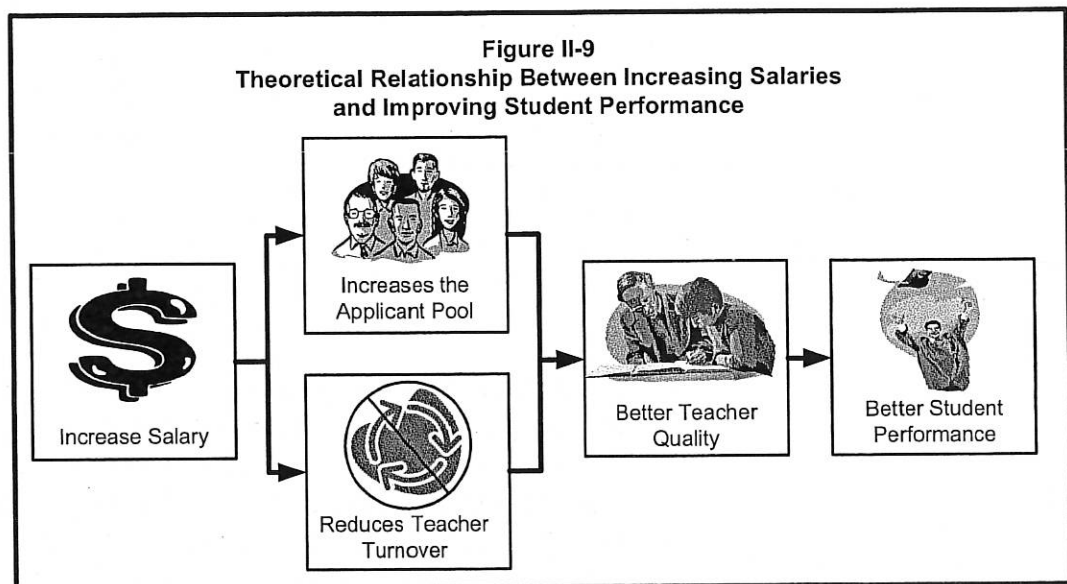 Figure II-9
Theoretical Relationship Between Increasing Salaries
and Improving Student Performance
Increase Salary
Increases the
Applicant Pool
Reduces Teacher
Turnover
Better Teacher
Quality
Better Student
Performance